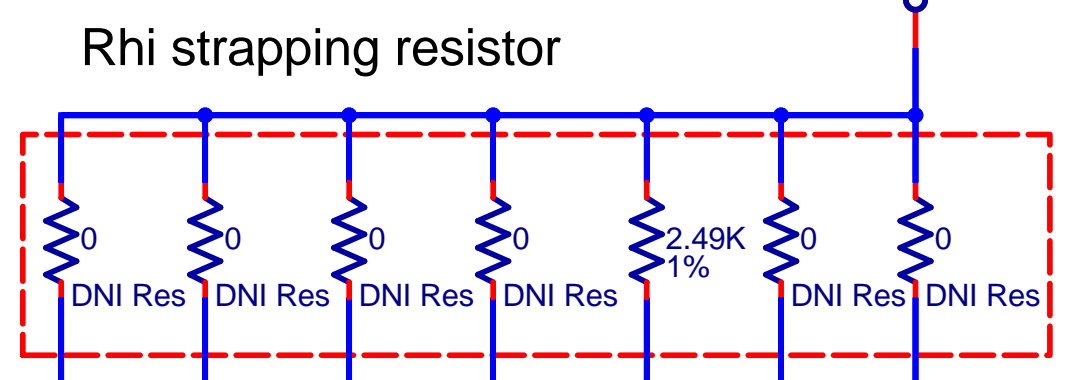 Rhi strapping resistor
0 0 0 0 2.49K 0 0
1%
DNI Res DNI Res DNI Res DNI Res DNI Res DNI Res